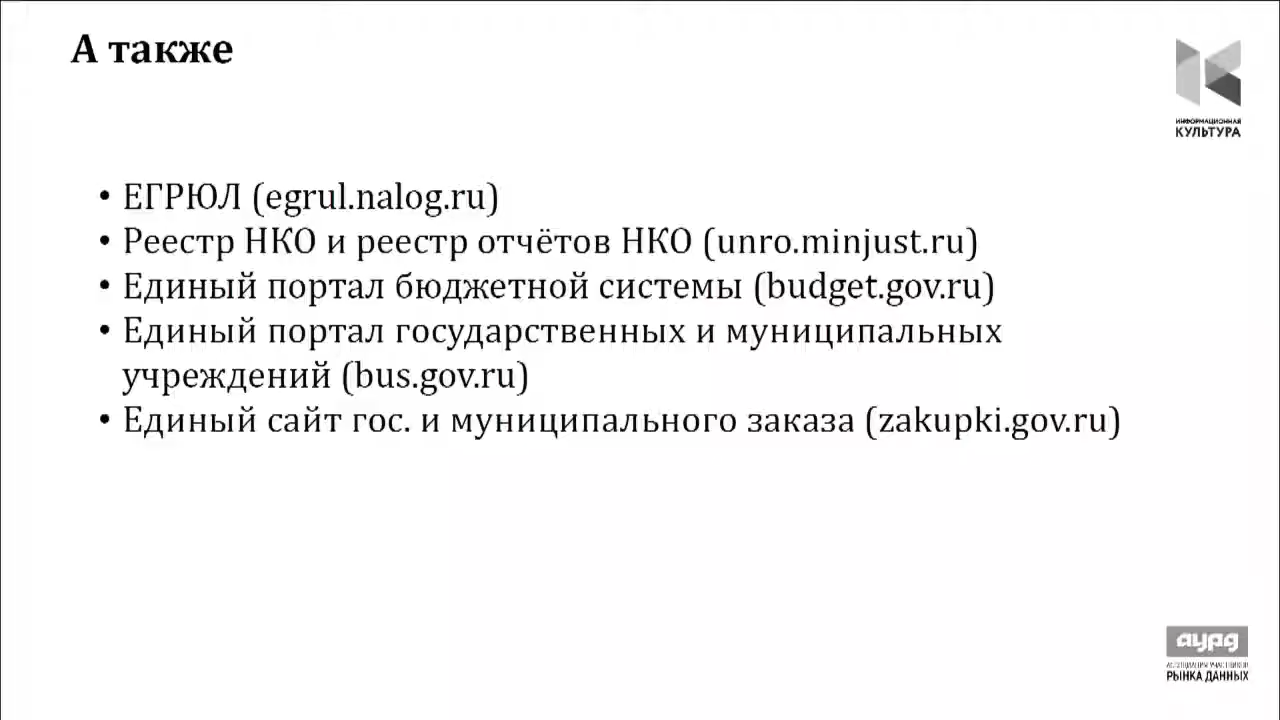 А также
ИНФОРМАЦИОННАЯ
КУЛЬТУРА
• ЕГРЮЛ (egrul.nalog.ru)
• Реестр НКО и реестр отчётов НКО (unro.minjust.ru)
• Единый портал бюджетной системы (budget.gov.ru)
• Единый портал государственных и муниципальных
учреждений (bus.gov.ru)
• Единый сайт гос. и муниципального заказа (zakupki.gov.ru)
аурд
АССОЦИАЦИЯ УЧАСТНИКОВ
РЫНКА ДАННЫХ